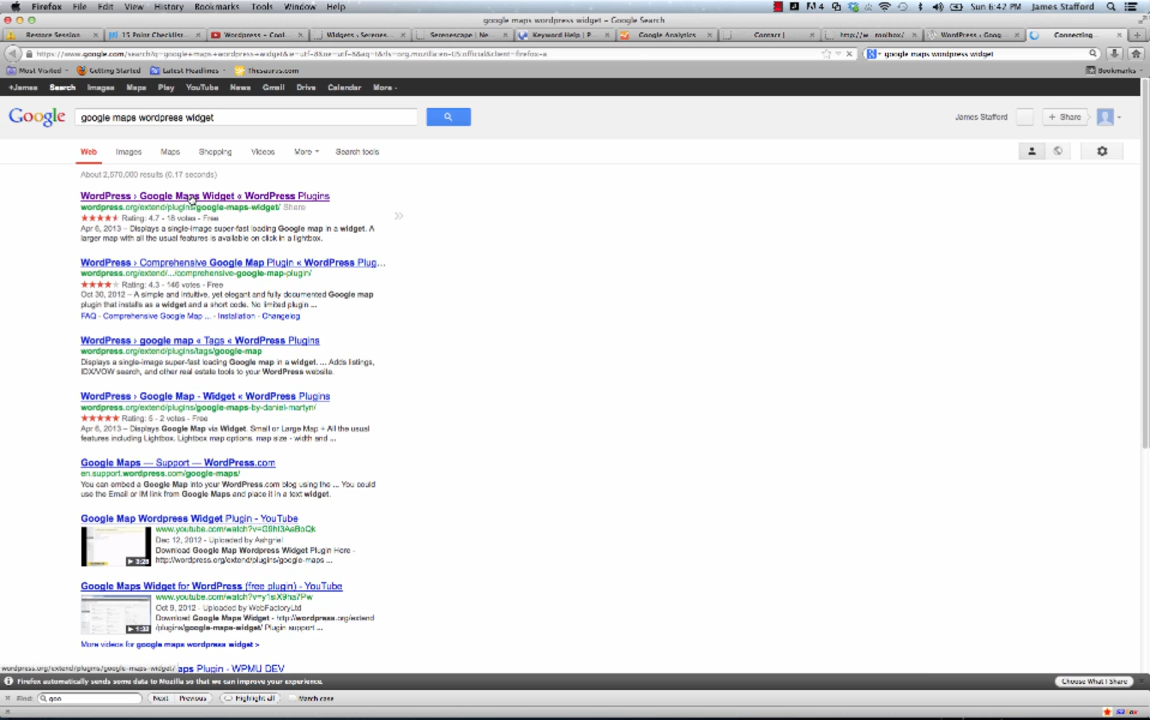 Firefox File Edit View History Bookmarks Tools Window Help 4 Sun 6:42 PM James Stafford
google maps wordpress widget - Google Search
Restore Session 15 Point Checklist... Wordpress - Cool... Widgets ‹ Serenes... Serenescape | Ne... Keyword Help | P... Google Analytics Contact | http://w...toolbox/ WordPress › Goog... Connecting...
https://www.google.com/search?q=google+maps+wordpress+widget&ie=utf-8&oe=utf-8&aq=t&rls=org.mozilla:en-US:official&client=firefox-a google maps wordpress widget
Most Visited Getting Started Latest Headlines Thesaurus.com Bookmarks
+James Search Images Maps Play YouTube News Gmail Drive Calendar More
Google google maps wordpress widget James Stafford + Share
Web Images Maps Shopping Videos More Search tools
About 2,570,000 results (0.17 seconds)
WordPress › Google Maps Widget « WordPress Plugins
wordpress.org/extend/plugins/google-maps-widget/ Share
Rating: 4.7 - 18 votes - Free
Apr 6, 2013 – Displays a single-image super-fast loading Google map in a widget. A
larger map with all the usual features is available on click in a lightbox.
WordPress › Comprehensive Google Map Plugin « WordPress Plug...
wordpress.org/extend/.../comprehensive-google-map-plugin/
Rating: 4.3 - 146 votes - Free
Oct 30, 2012 – A simple and intuitive, yet elegant and fully documented Google map
plugin that installs as a widget and a short code. No limited plugin ...
FAQ - Comprehensive Google Map ... - Installation - Changelog
WordPress › google map « Tags « WordPress Plugins
wordpress.org/extend/plugins/tags/google-map
Displays a single-image super-fast loading Google map in a widget. ... Adds listings,
IDX/VOW search, and other real estate tools to your WordPress website.
WordPress › Google Map - Widget « WordPress Plugins
wordpress.org/extend/plugins/google-maps-by-daniel-martyn/
Rating: 5 - 2 votes - Free
Apr 6, 2013 – Displays Google Map via Widget. Small or Large Map + All the usual
features including Lightbox. Lightbox map options. map size - width and ...
Google Maps — Support — WordPress.com
en.support.wordpress.com/google-maps/
You can embed a Google Map into your WordPress.com blog using the ... You could
use the Email or IM link from Google Maps and place it in a text widget.
Google Map Wordpress Widget Plugin - YouTube
www.youtube.com/watch?v=G9hI3AaBoQk
Dec 12, 2012 - Uploaded by Ashgriel
Download Google Map Wordpress Widget Plugin Here -
http://wordpress.org/extend/plugins/google-maps ...
3:28
Google Maps Widget for WordPress (free plugin) - YouTube
www.youtube.com/watch?v=y1siX9ha7Pw
Oct 9, 2012 - Uploaded by WebFactoryLtd
Download Google Maps Widget - http://wordpress.org/extend
/plugins/google-maps-widget/ Plugin support ...
1:32
More videos for google maps wordpress widget »
wordpress.org/extend/plugins/google-maps-widget/ aps Plugin - WPMU DEV
Firefox automatically sends some data to Mozilla so that we can improve your experience. Choose What I Share
Find: goo Next Previous Highlight all Match case